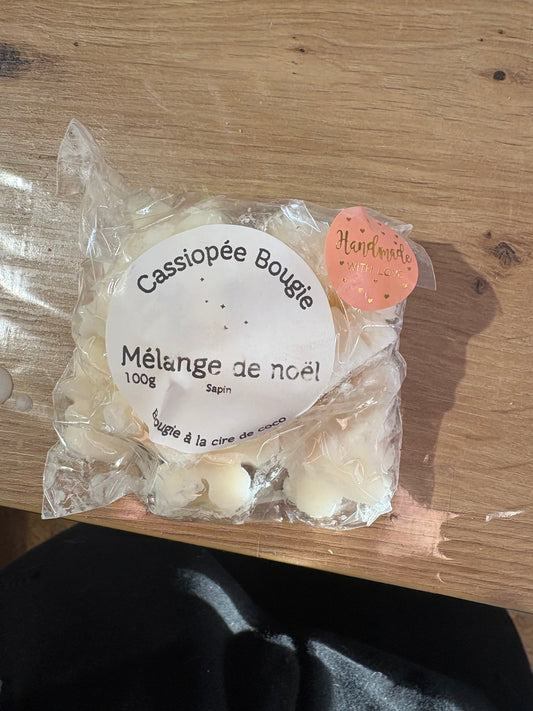 Cassiopée Bougie
Handmade
WITH LOVE
Mélange de noël
100g
Sapin
Bougie à la cire de coco